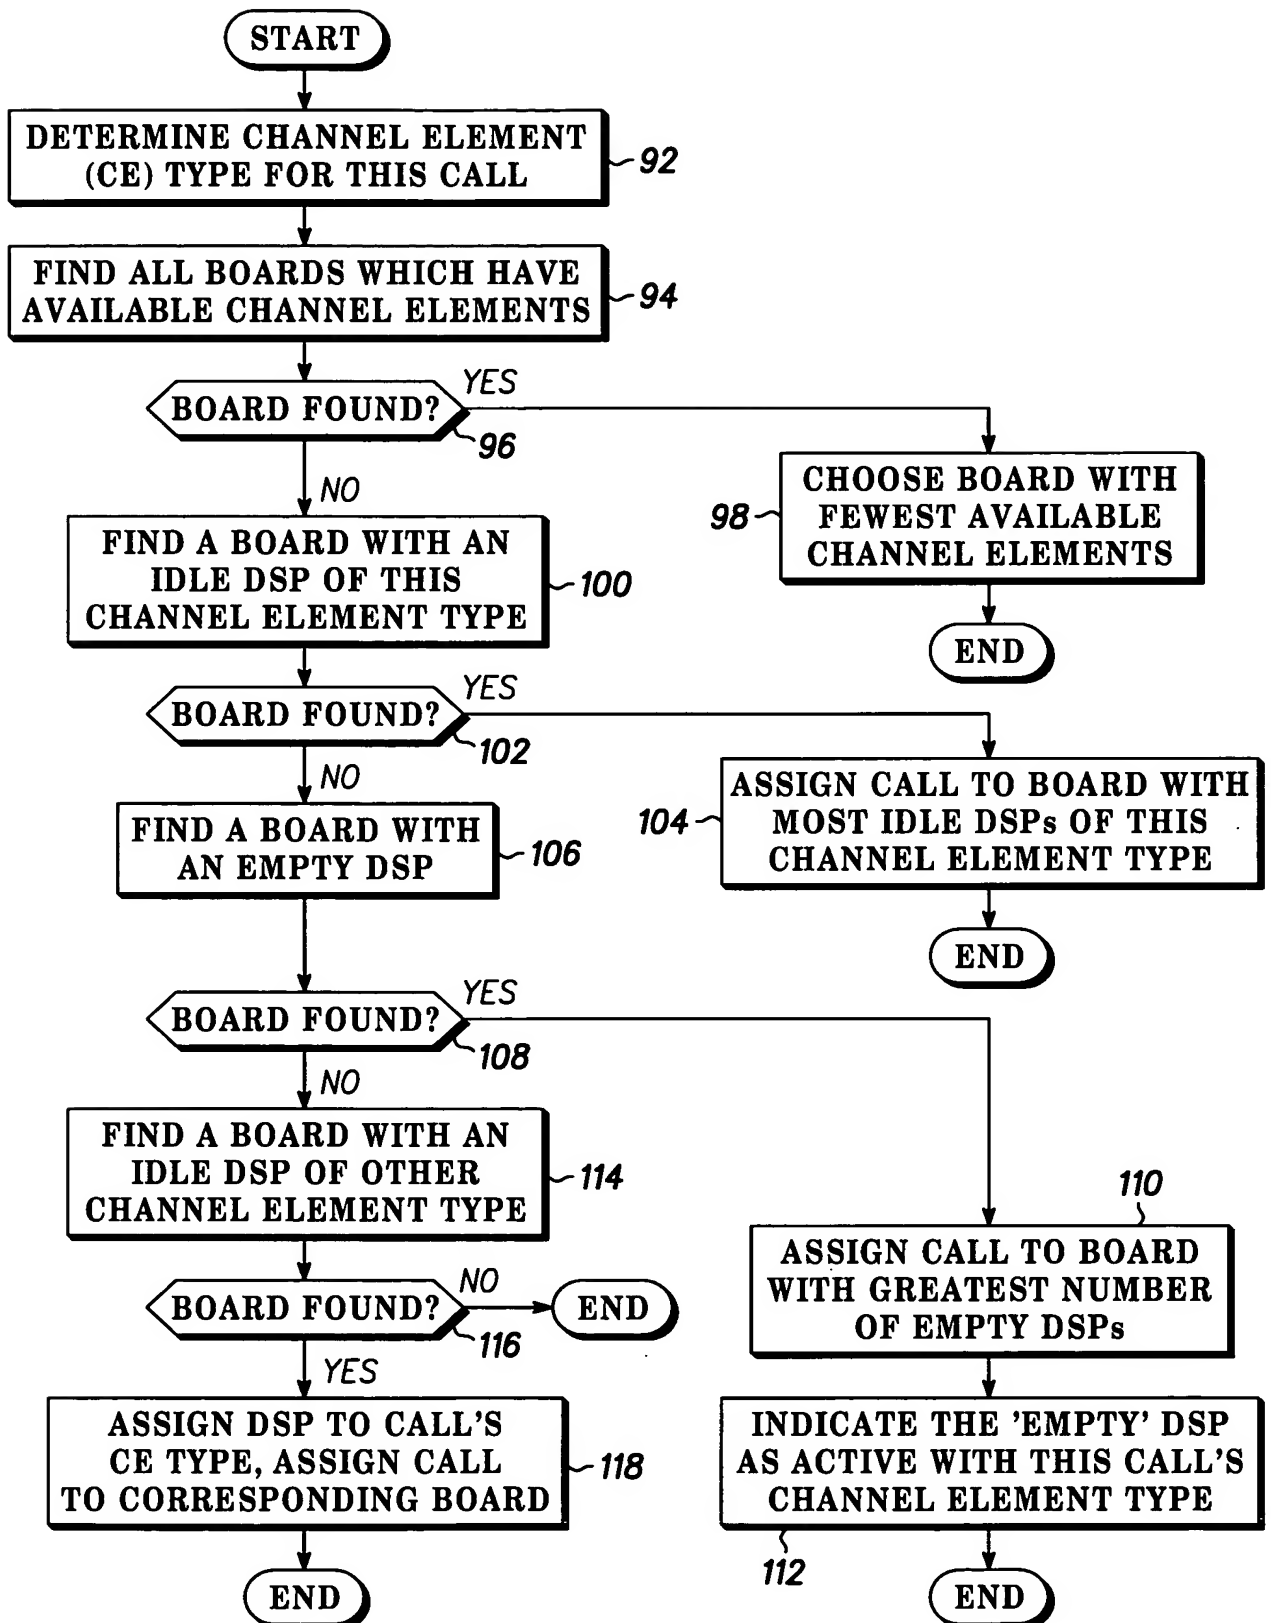 START
DETERMINE CHANNEL ELEMENT
(CE) TYPE FOR THIS CALL
92
FIND ALL BOARDS WHICH HAVE
AVAILABLE CHANNEL ELEMENTS
94
BOARD FOUND?
YES
96
NO
CHOOSE BOARD WITH
FEWEST AVAILABLE
CHANNEL ELEMENTS
98
END
FIND A BOARD WITH AN
IDLE DSP OF THIS
CHANNEL ELEMENT TYPE
100
BOARD FOUND?
YES
102
NO
ASSIGN CALL TO BOARD WITH
MOST IDLE DSPs OF THIS
CHANNEL ELEMENT TYPE
104
END
FIND A BOARD WITH
AN EMPTY DSP
106
BOARD FOUND?
YES
108
NO
FIND A BOARD WITH AN
IDLE DSP OF OTHER
CHANNEL ELEMENT TYPE
114
110
ASSIGN CALL TO BOARD
WITH GREATEST NUMBER
OF EMPTY DSPs
BOARD FOUND?
NO
END
116
YES
ASSIGN DSP TO CALL'S
CE TYPE, ASSIGN CALL
TO CORRESPONDING BOARD
118
END
INDICATE THE 'EMPTY' DSP
AS ACTIVE WITH THIS CALL'S
CHANNEL ELEMENT TYPE
112
END